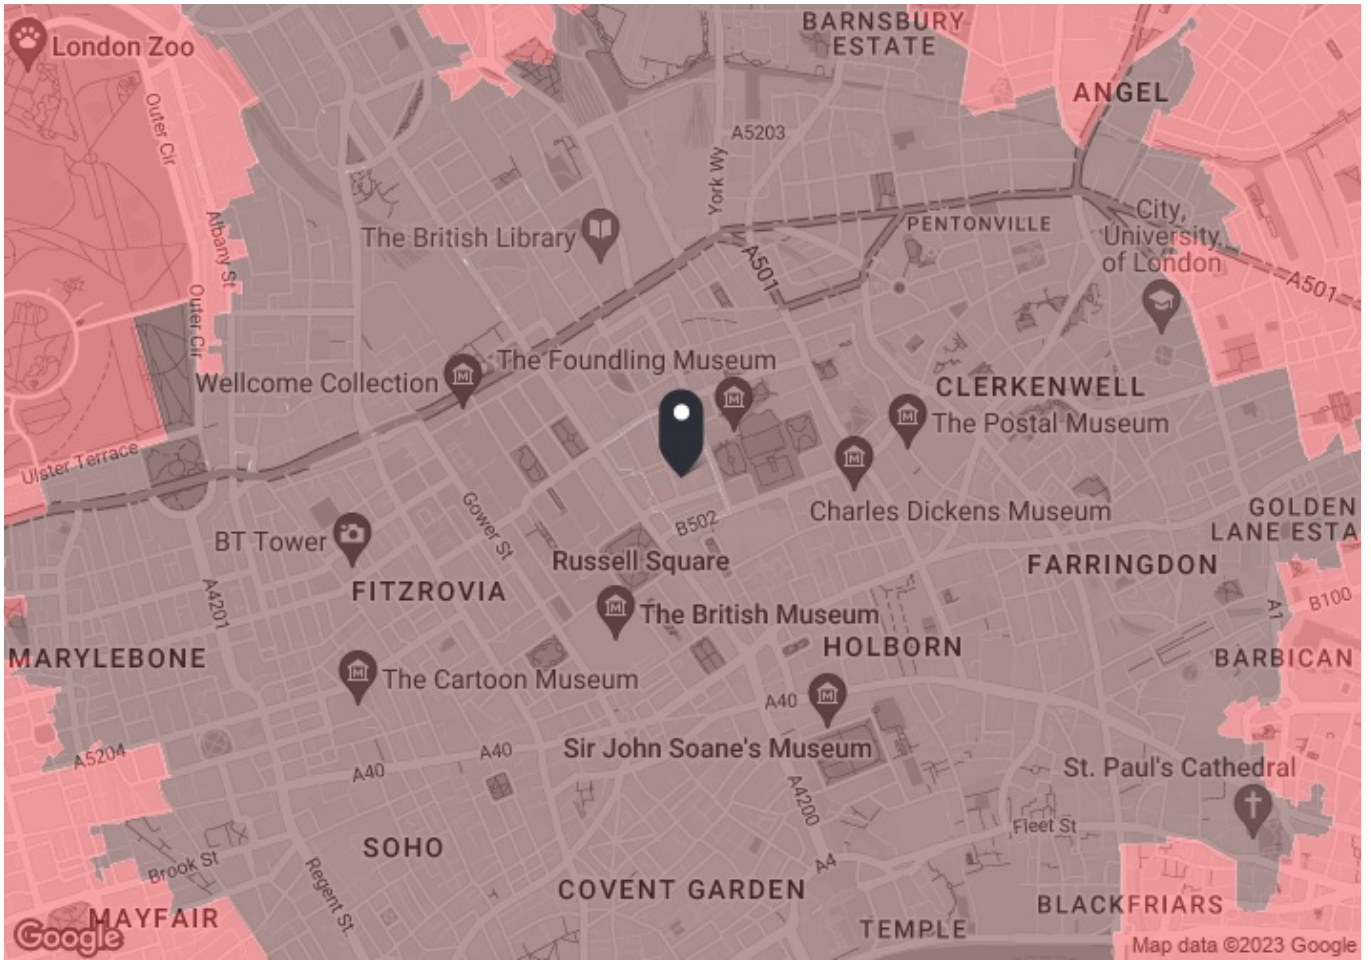 BARNSBURY
ESTATE
London Zoo
ANGEL
Outer Cir
A5203
York Wy
Albany St
The British Library
PENTONVILLE
City,
University
of London
A501
A501
Outer Cir
The Foundling Museum
Wellcome Collection
CLERKENWELL
The Postal Museum
Ulster Terrace
Charles Dickens Museum
GOLDEN
LANE ESTA
Gower St
B502
BT Tower
Russell Square
FARRINGDON
FITZROVIA
A4201
A1
B100
The British Museum
HOLBORN
MARYLEBONE
BARBICAN
The Cartoon Museum
A40
A5204
A40
A40
Sir John Soane's Museum
St. Paul's Cathedral
A4200
Fleet St
SOHO
Brook St
A4
Regent St.
COVENT GARDEN
BLACKFRIARS
MAYFAIR
TEMPLE
Google
Map data ©2023 Google